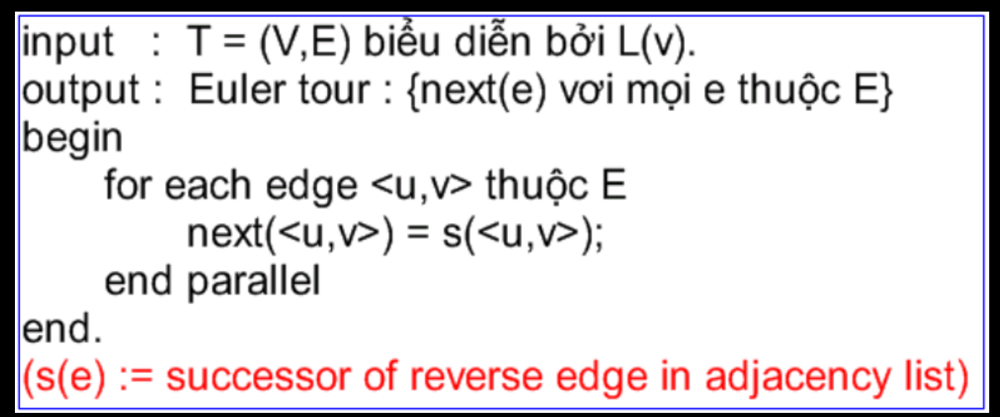 input : T = (V,E) biểu diễn bởi L(v).
output : Euler tour : {next(e) vơi mọi e thuộc E}
begin
for each edge <u,v> thuộc E
next(<u,v>) = s(<u,v>);
end parallel
end.
(s(e) := successor of reverse edge in adjacency list)